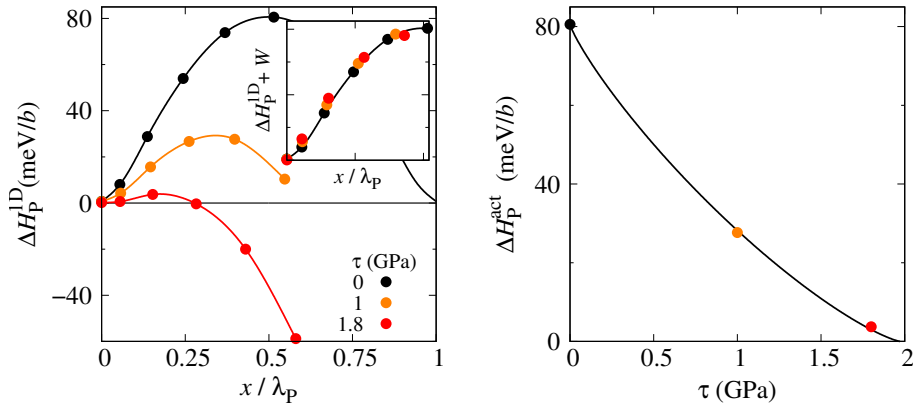 80
40
0
−40
ΔH_P^1D (meV/b)
0
0.25
0.5
0.75
1
x / λ_P
ΔH_P^1D + W
x / λ_P
τ (GPa)
0
1
1.8
80
40
0
ΔH_P^act (meV/b)
0
0.5
1
1.5
2
τ (GPa)